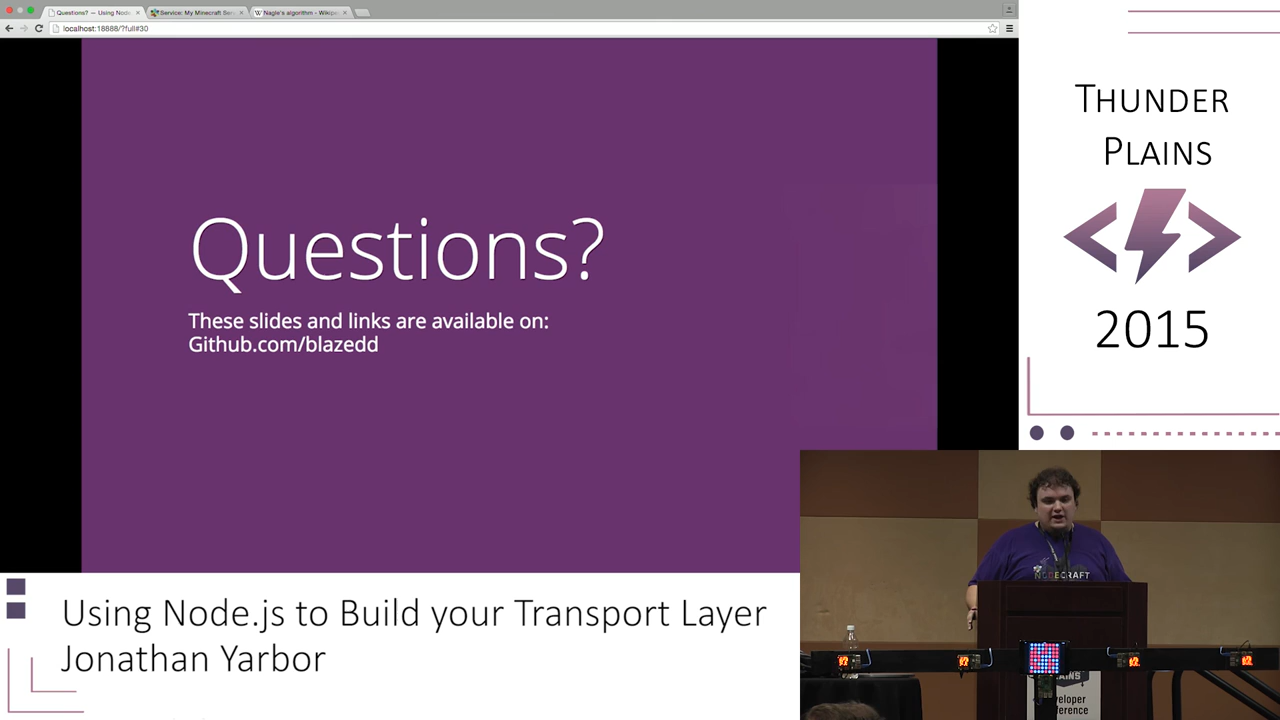 Questions? — Using Node
Service: My Minecraft Ser
Nagle's algorithm - Wikipe
localhost:18888/?full#30
Questions?
These slides and links are available on:
Github.com/blazedd
THUNDER
PLAINS
2015
Using Node.js to Build your Transport Layer
Jonathan Yarbor
NODECRAFT